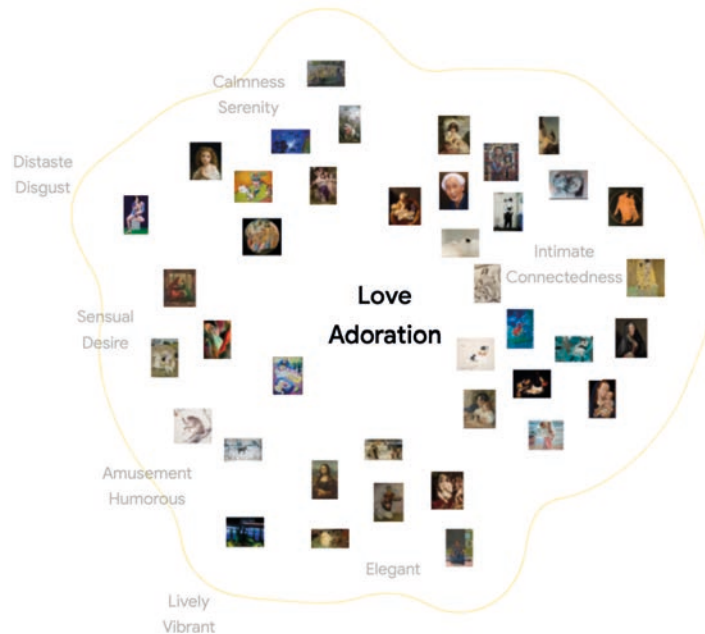 Calmness
Serenity
Distaste
Disgust
Intimate
Connectedness
Love
Adoration
Sensual
Desire
Amusement
Humorous
Elegant
Lively
Vibrant